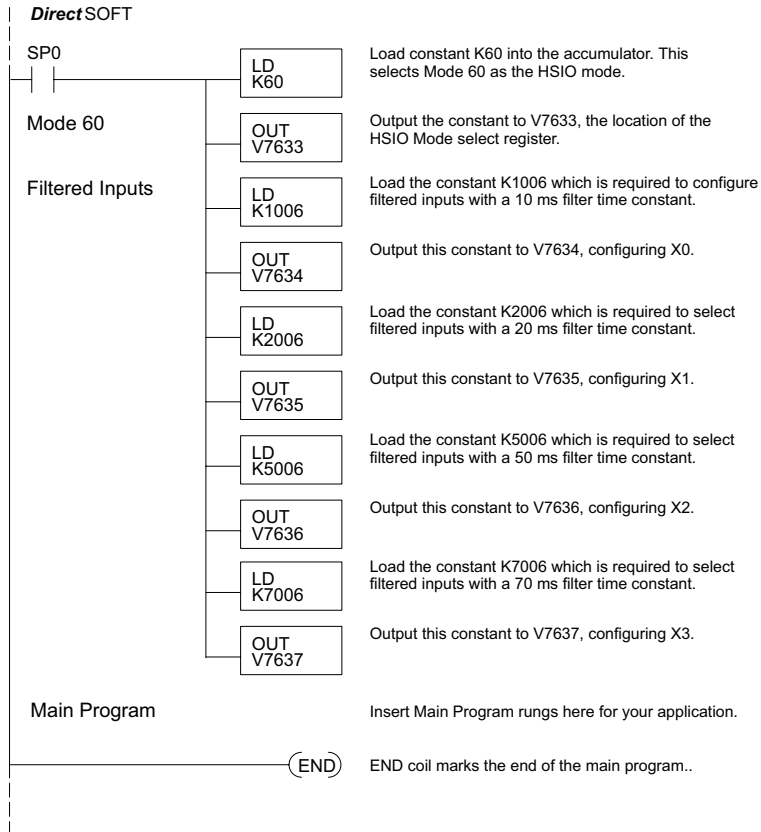 DirectSOFT
SP0
LD
K60
Load constant K60 into the accumulator. This
selects Mode 60 as the HSIO mode.
Mode 60
OUT
V7633
Output the constant to V7633, the location of the
HSIO Mode select register.
Filtered Inputs
LD
K1006
Load the constant K1006 which is required to configure
filtered inputs with a 10 ms filter time constant.
OUT
V7634
Output this constant to V7634, configuring X0.
LD
K2006
Load the constant K2006 which is required to select
filtered inputs with a 20 ms filter time constant.
OUT
V7635
Output this constant to V7635, configuring X1.
LD
K5006
Load the constant K5006 which is required to select
filtered inputs with a 50 ms filter time constant.
OUT
V7636
Output this constant to V7636, configuring X2.
LD
K7006
Load the constant K7006 which is required to select
filtered inputs with a 70 ms filter time constant.
OUT
V7637
Output this constant to V7637, configuring X3.
Main Program
Insert Main Program rungs here for your application.
END
END coil marks the end of the main program..